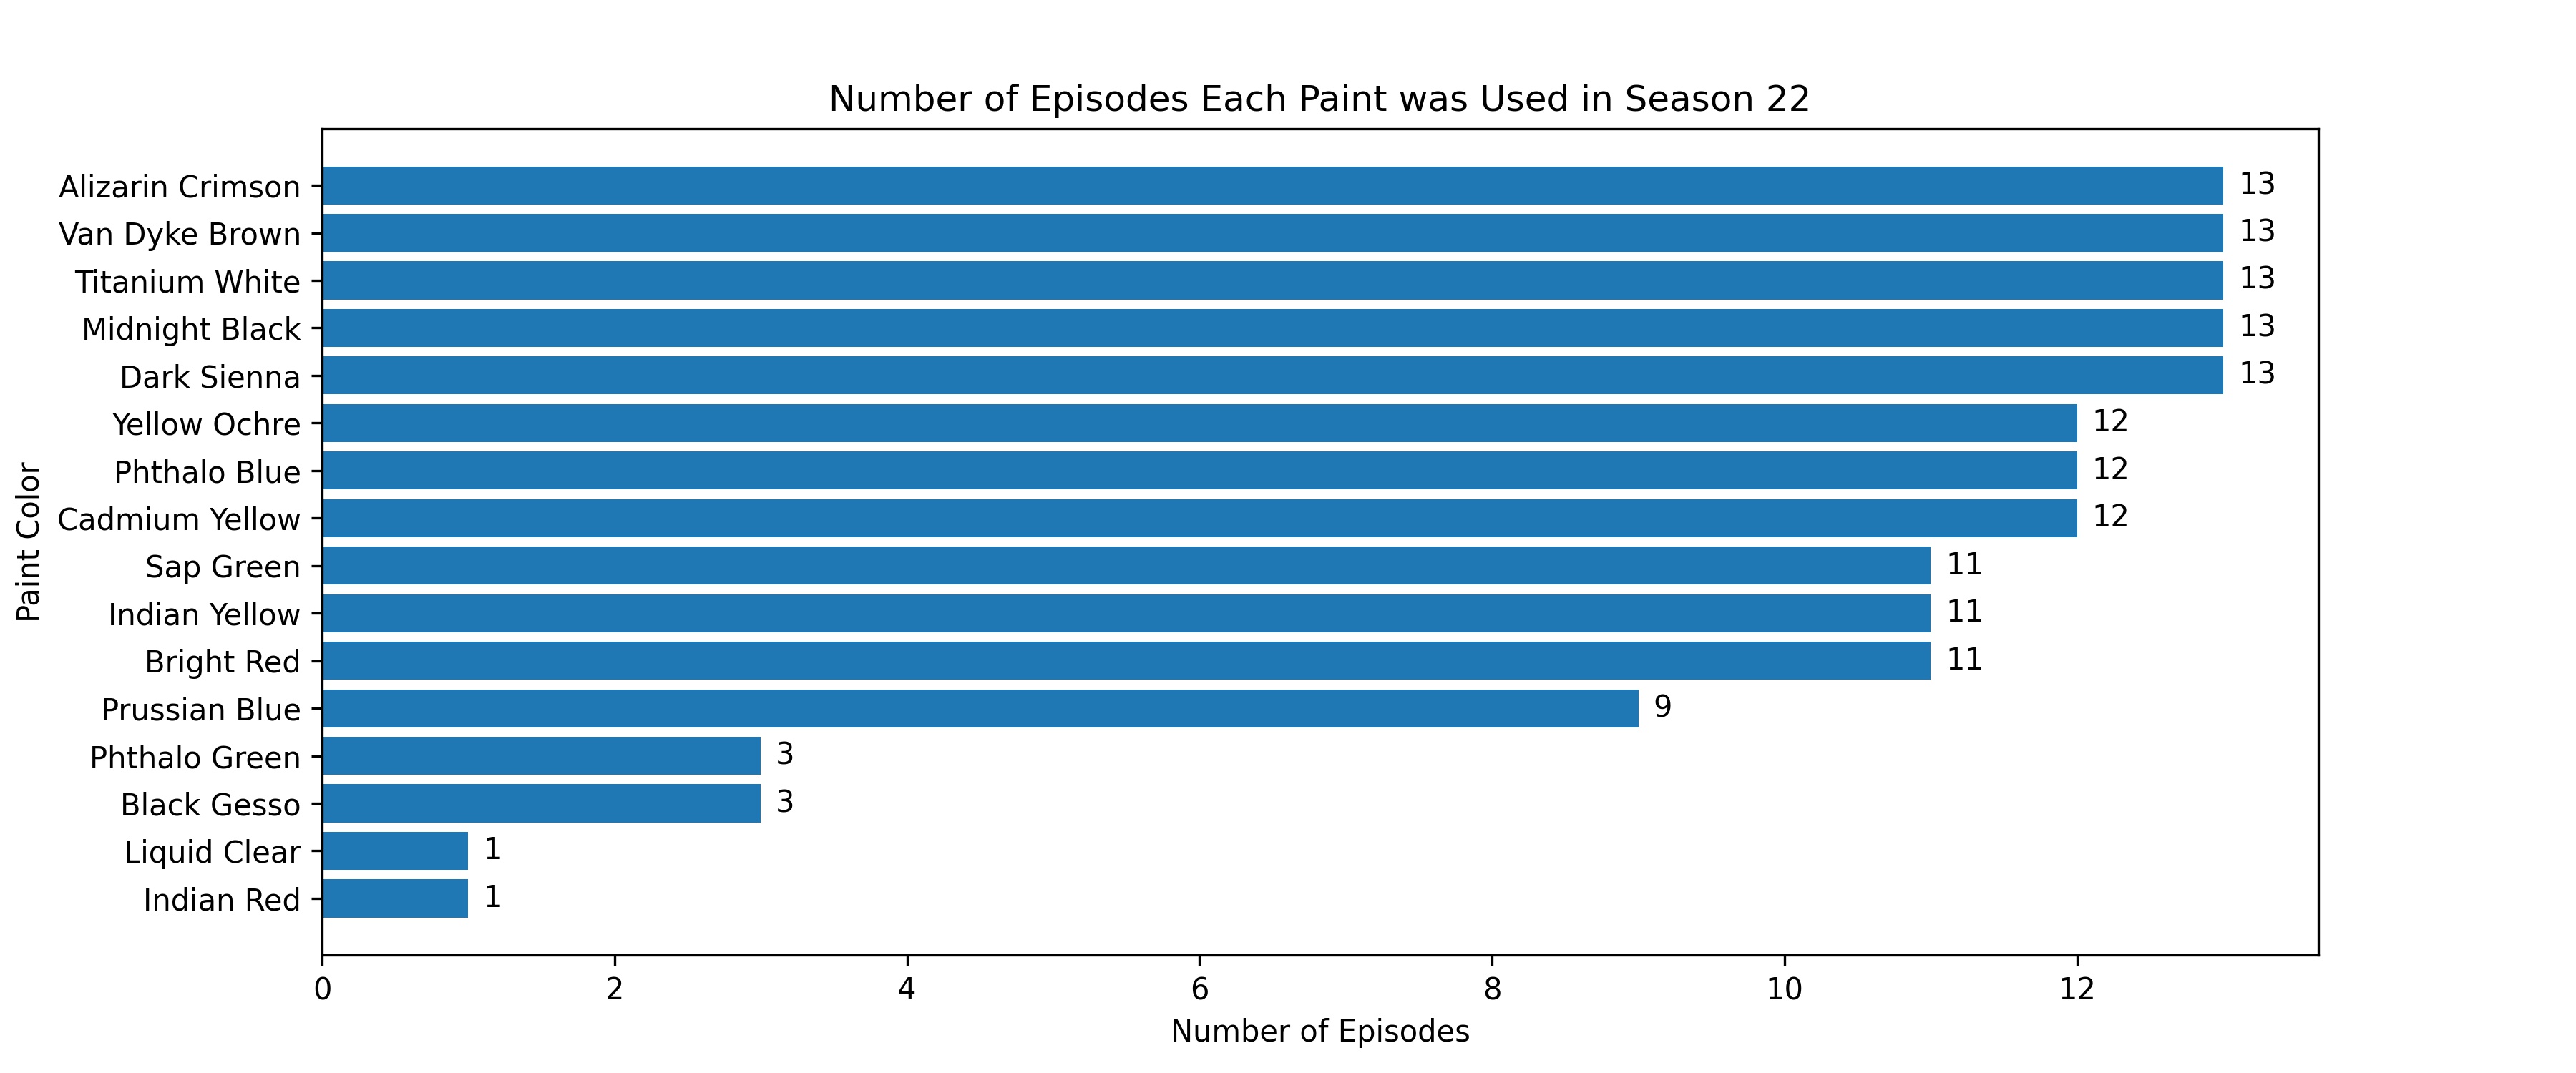 Number of Episodes Each Paint was Used in Season 22
Paint Color
Alizarin Crimson 13
Van Dyke Brown 13
Titanium White 13
Midnight Black 13
Dark Sienna 13
Yellow Ochre 12
Phthalo Blue 12
Cadmium Yellow 12
Sap Green 11
Indian Yellow 11
Bright Red 11
Prussian Blue 9
Phthalo Green 3
Black Gesso 3
Liquid Clear 1
Indian Red 1
0 2 4 6 8 10 12
Number of Episodes